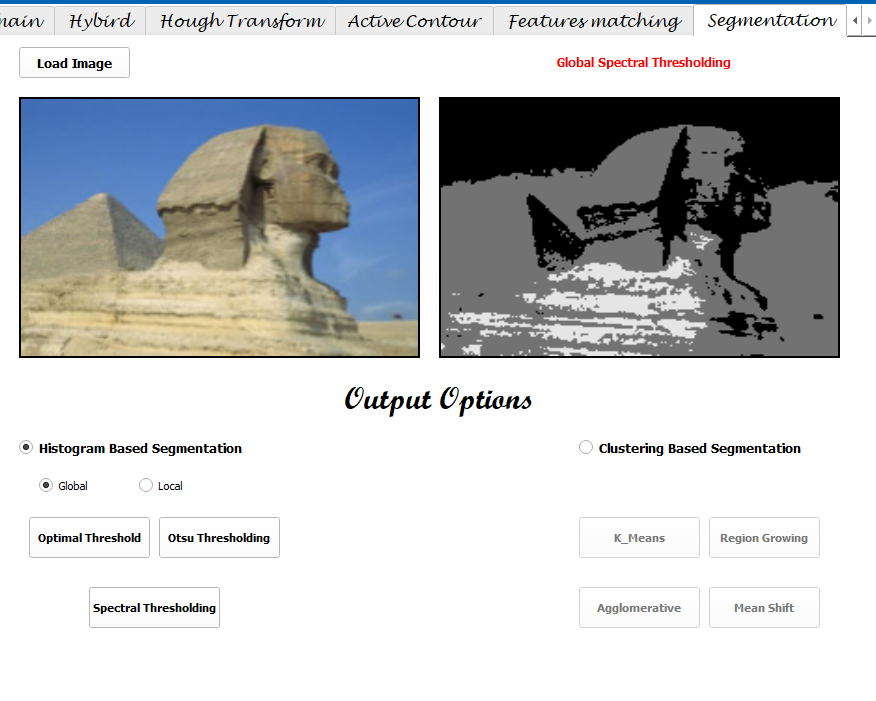 Hybird Hough Transform Active Contour Features matching Segmentation
Load Image
Global Spectral Thresholding
Output Options
Histogram Based Segmentation
Clustering Based Segmentation
Global Local
Optimal Threshold Otsu Thresholding
K_Means Region Growing
Spectral Thresholding
Agglomerative Mean Shift